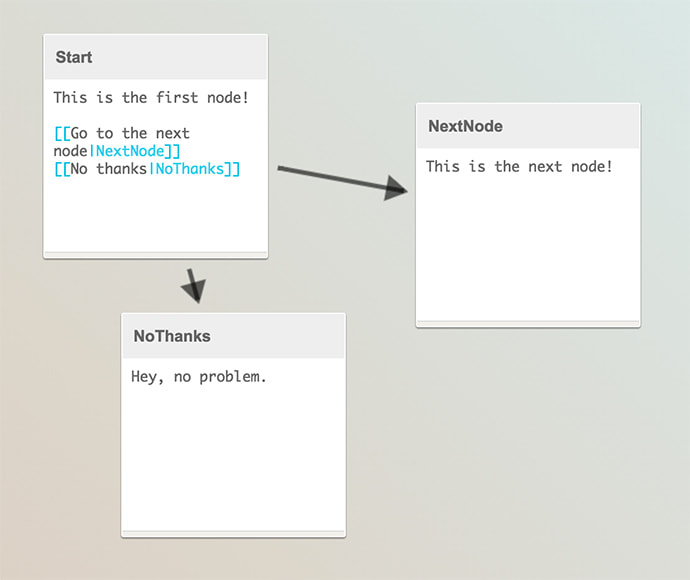 Start
This is the first node!
[[Go to the next
node|NextNode]]
[[No thanks|NoThanks]]
NextNode
This is the next node!
NoThanks
Hey, no problem.